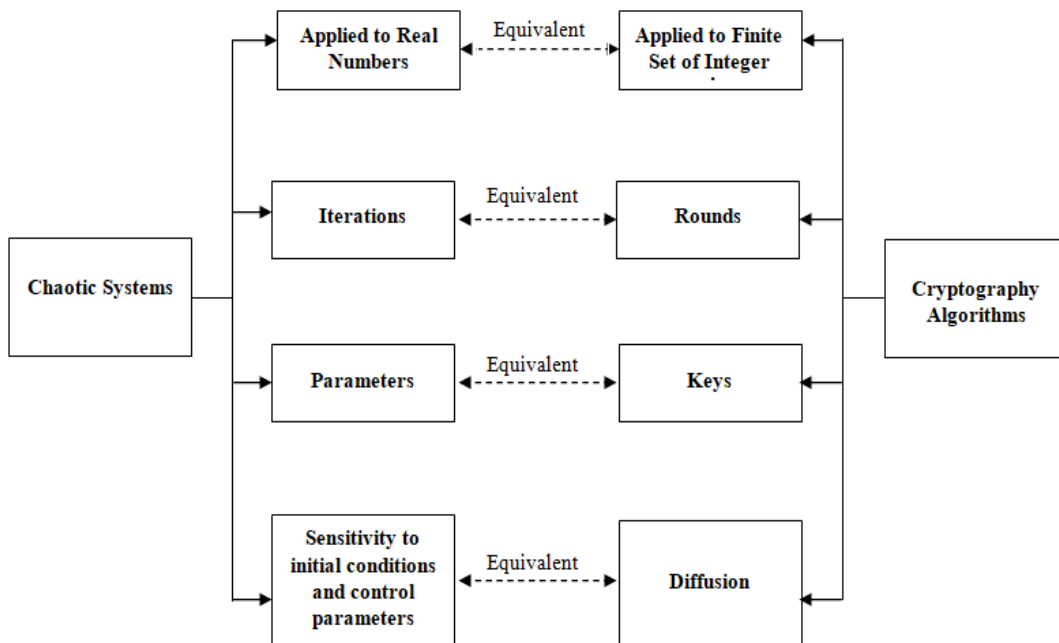 Applied to Real
Numbers
Equivalent
Applied to Finite
Set of Integer
.
Iterations
Equivalent
Rounds
Chaotic Systems
Cryptography
Algorithms
Parameters
Equivalent
Keys
Sensitivity to
initial conditions
and control
parameters
Equivalent
Diffusion